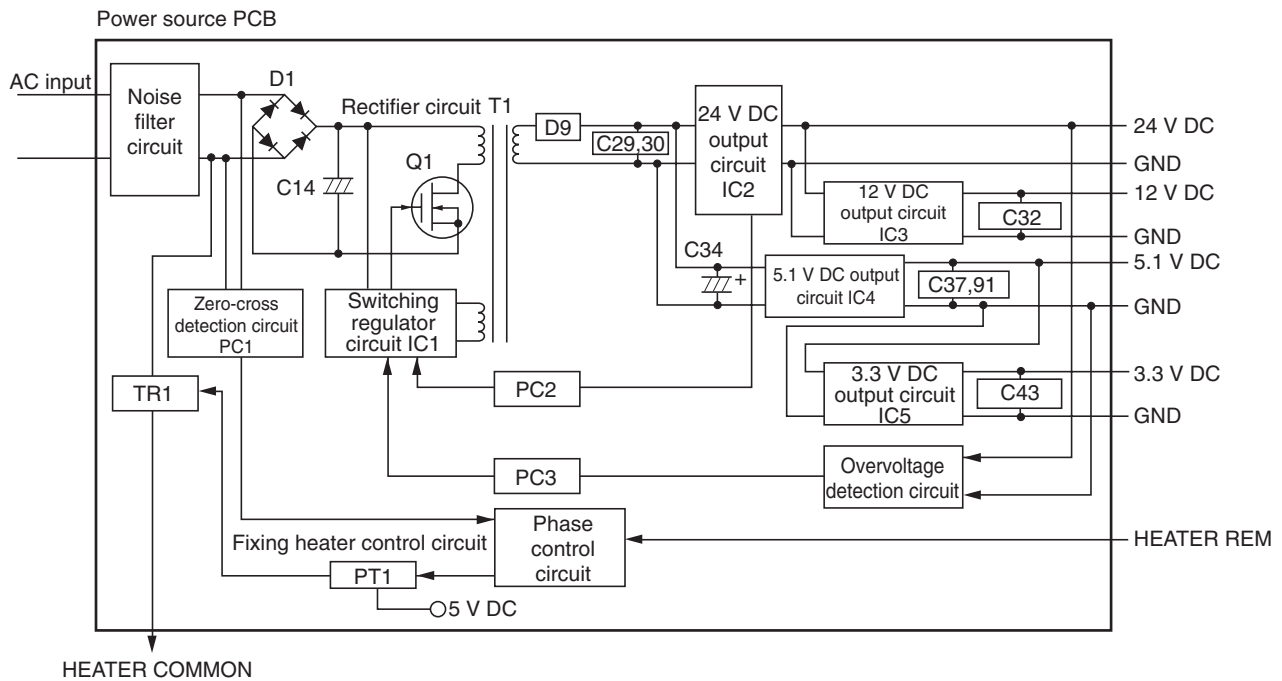 Power source PCB
AC input
Noise
filter
circuit
D1
Rectifier circuit
T1
C14
Q1
D9
C29,30
24 V DC
output
circuit
IC2
24 V DC
GND
12 V DC
output circuit
IC3
C32
12 V DC
GND
C34
+
5.1 V DC output
circuit IC4
C37,91
5.1 V DC
GND
Zero-cross
detection circuit
PC1
Switching
regulator
circuit IC1
TR1
PC2
3.3 V DC
output circuit
IC5
C43
3.3 V DC
GND
PC3
Overvoltage
detection circuit
Fixing heater control circuit
Phase
control
circuit
HEATER REM
PT1
5 V DC
HEATER COMMON